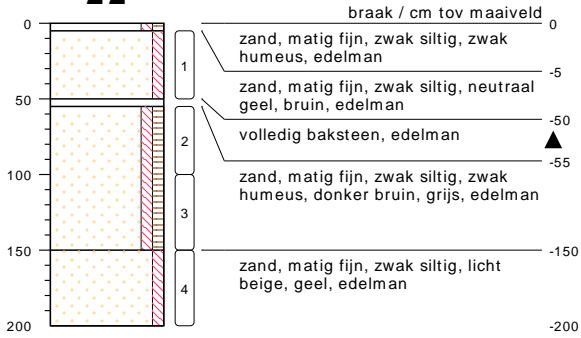 braak / cm tov maaiveld
0
0
zand, matig fijn, zwak siltig, zwak
humeus, edelman
-5
1
zand, matig fijn, zwak siltig, neutraal
geel, bruin, edelman
50
-50
volledig baksteen, edelman
2
-55
100
zand, matig fijn, zwak siltig, zwak
humeus, donker bruin, grijs, edelman
3
150
-150
zand, matig fijn, zwak siltig, licht
beige, geel, edelman
4
200
-200